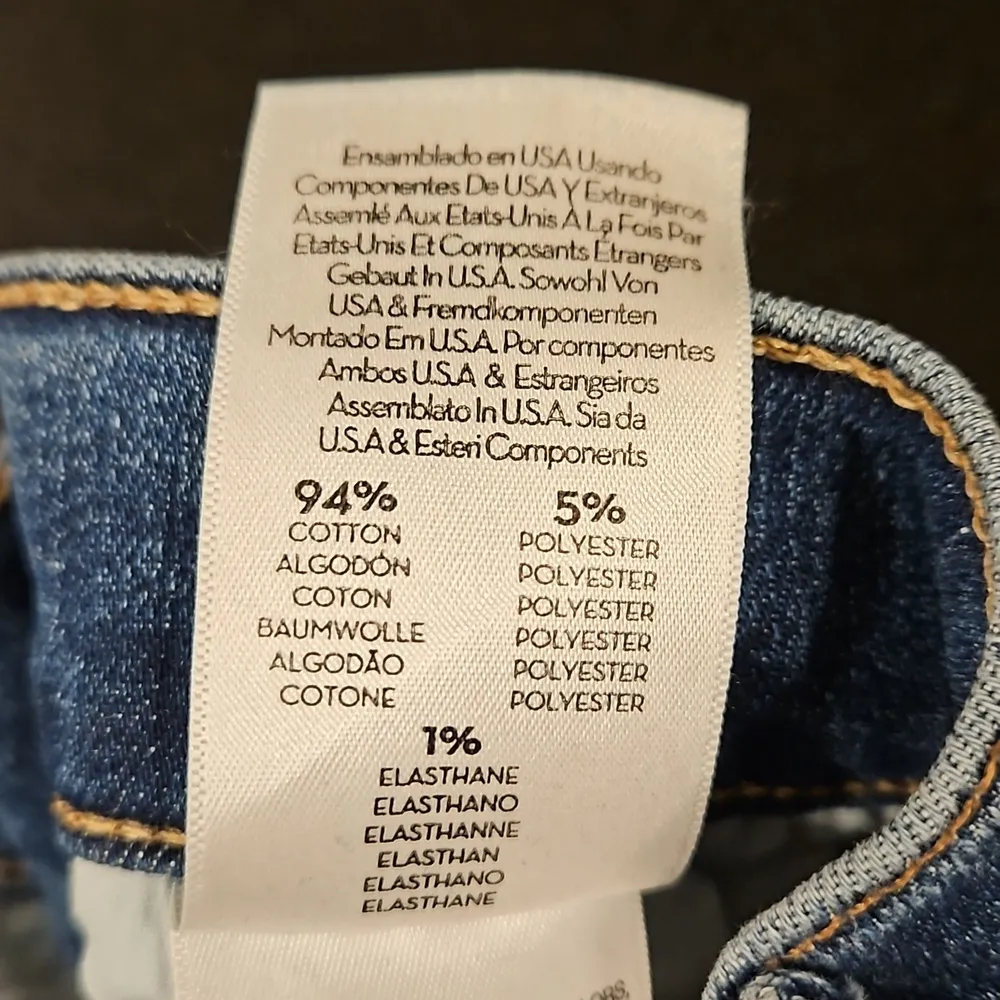 Ensamblado en USA Usando
Componentes De USA Y Extranjeros
Assemlé Aux Etats-Unis À La Fois Par
Etats-Unis Et Composants Étrangers
Gebaut In U.S.A. Sowohl Von
USA & Fremdkomponenten
Montado Em U.S.A. Por componentes
Ambos U.S.A & Estrangeiros
Assemblato In U.S.A. Sia da
U.S.A & Esteri Components
94% 5%
COTTON POLYESTER
ALGODÓN POLYESTER
COTON POLYESTER
BAUMWOLLE POLYESTER
ALGODÃO POLYESTER
COTONE POLYESTER
1%
ELASTHANE
ELASTHANO
ELASTHANNE
ELASTHAN
ELASTHANO
ELASTHANE